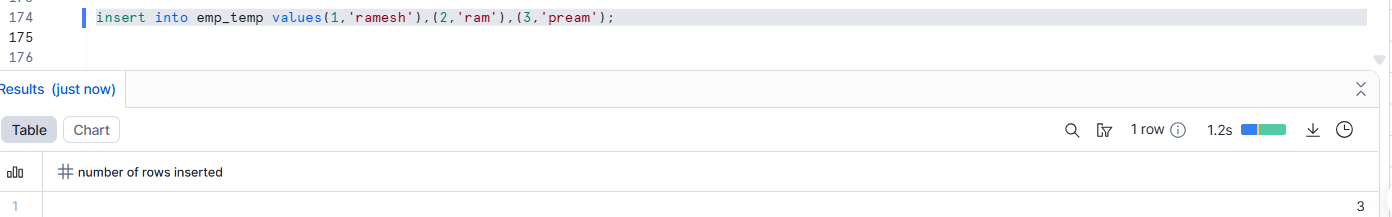 174 insert into emp_temp values(1,'ramesh'),(2,'ram'),(3,'pream');
175
176
Results (just now)
Table Chart 1 row 1.2s
# number of rows inserted
1 3